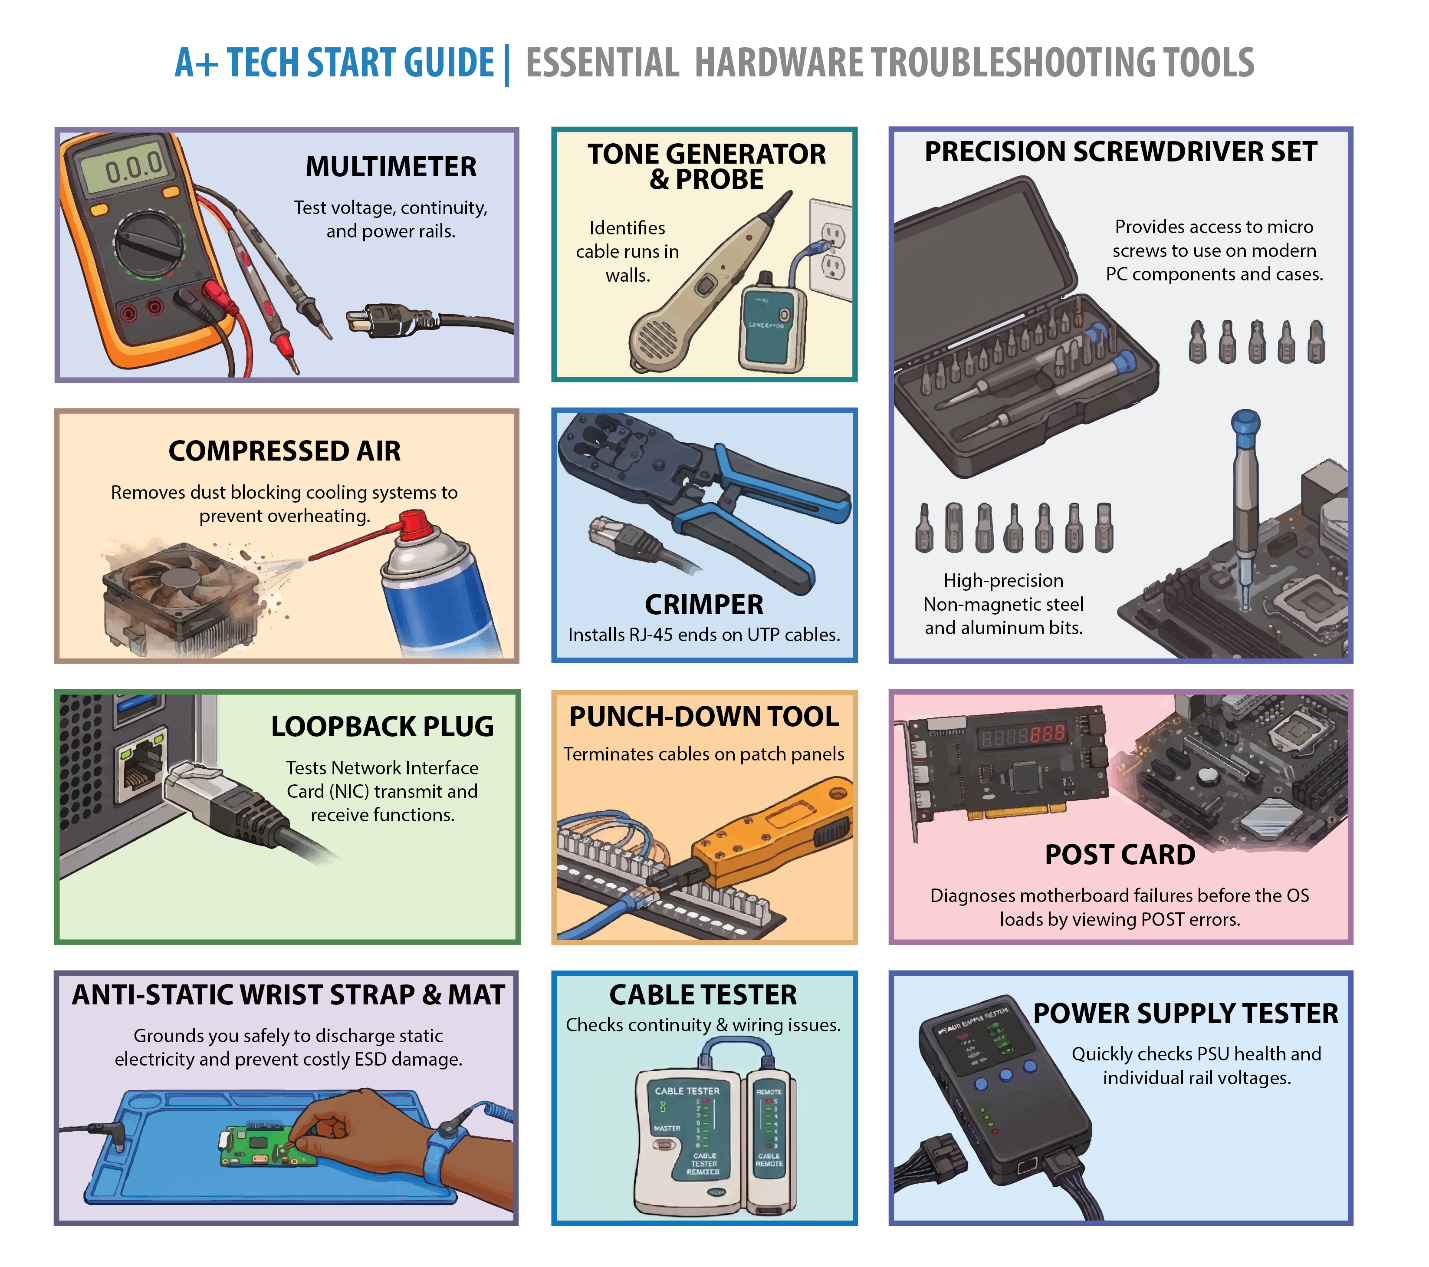 A+ TECH START GUIDE | ESSENTIAL HARDWARE TROUBLESHOOTING TOOLS
0.0.0
MULTIMETER
Test voltage, continuity,
and power rails.
TONE GENERATOR
& PROBE
Identifies
cable runs in
walls.
GENERATOR
PRECISION SCREWDRIVER SET
Provides access to micro
screws to use on modern
PC components and cases.
High-precision
Non-magnetic steel
and aluminum bits.
COMPRESSED AIR
Removes dust blocking cooling systems to
prevent overheating.
CRIMPER
Installs RJ-45 ends on UTP cables.
LOOPBACK PLUG
Tests Network Interface
Card (NIC) transmit and
receive functions.
PUNCH-DOWN TOOL
Terminates cables on patch panels
POST CARD
Diagnoses motherboard failures before the OS
loads by viewing POST errors.
ANTI-STATIC WRIST STRAP & MAT
Grounds you safely to discharge static
electricity and prevent costly ESD damage.
CABLE TESTER
Checks continuity & wiring issues.
CABLE TESTER
MASTER
CABLE
TESTER
REMOTE
CABLE
REMOTE
POWER SUPPLY TESTER
Quickly checks PSU health and
individual rail voltages.